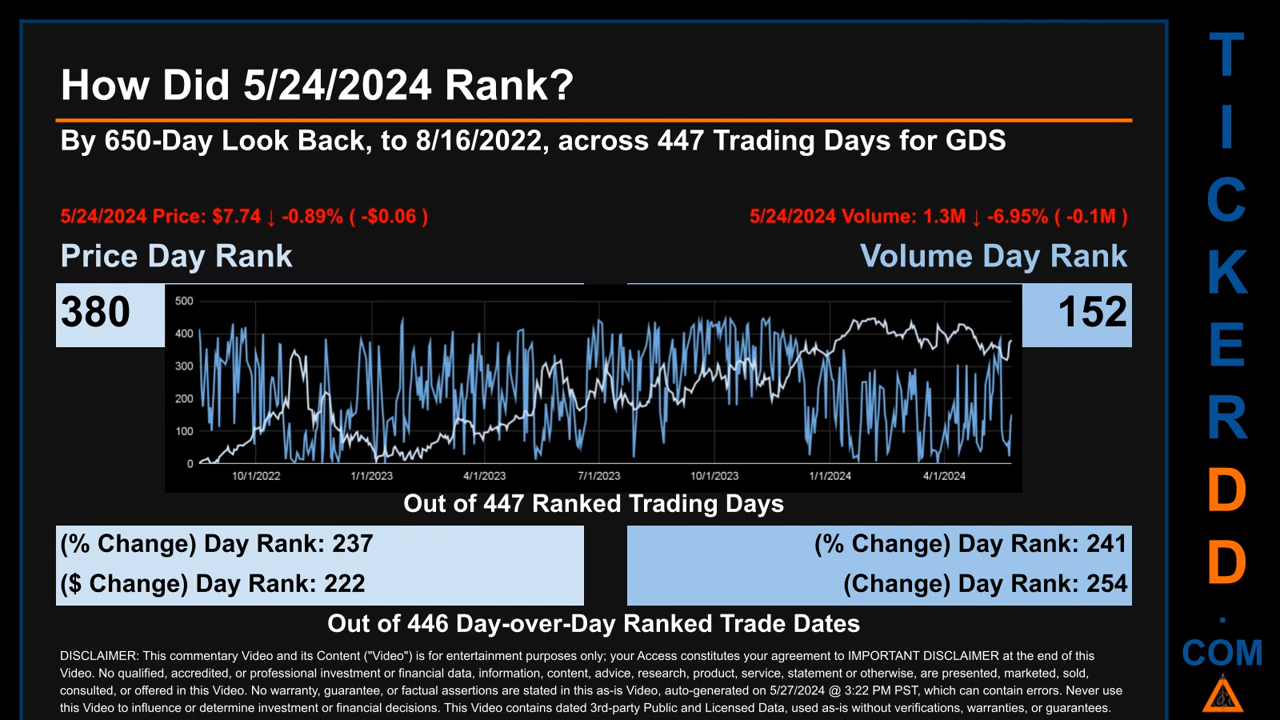 How Did 5/24/2024 Rank?
By 650-Day Look Back, to 8/16/2022, across 447 Trading Days for GDS
5/24/2024 Price: $7.74 ↓ -0.89% ( -$0.06 )
5/24/2024 Volume: 1.3M ↓ -6.95% ( -0.1M )
Price Day Rank
Volume Day Rank
380
152
500
400
300
200
100
0
10/1/2022
1/1/2023
4/1/2023
7/1/2023
10/1/2023
1/1/2024
4/1/2024
Out of 447 Ranked Trading Days
(% Change) Day Rank: 237
($ Change) Day Rank: 222
(% Change) Day Rank: 241
(Change) Day Rank: 254
Out of 446 Day-over-Day Ranked Trade Dates
DISCLAIMER: This commentary Video and its Content ("Video") is for entertainment purposes only; your Access constitutes your agreement to IMPORTANT DISCLAIMER at the end of this
Video. No qualified, accredited, or professional investment or financial data, information, content, advice, research, product, service, statement or otherwise, are presented, marketed, sold,
consulted, or offered in this Video. No warranty, guarantee, or factual assertions are stated in this as-is Video, auto-generated on 5/27/2024 @ 3:22 PM PST, which can contain errors. Never use
this Video to influence or determine investment or financial decisions. This Video contains dated 3rd-party Public and Licensed Data, used as-is without verifications, warranties, or guarantees.
T
I
C
K
E
R
D
D
.
COM